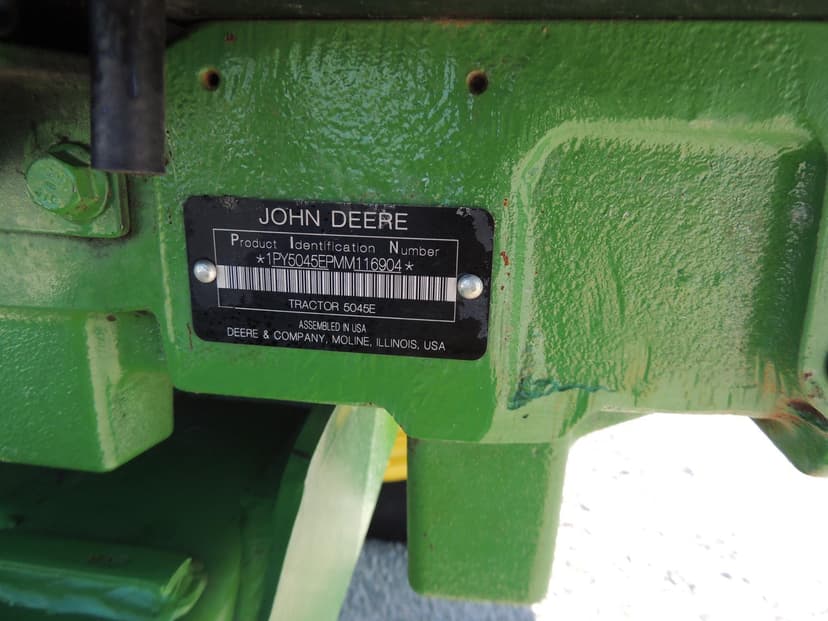 JOHN DEERE
Product Identification Number
*1PY5045EPMM116904*
TRACTOR 5045E
ASSEMBLED IN USA
DEERE & COMPANY, MOLINE, ILLINOIS, USA